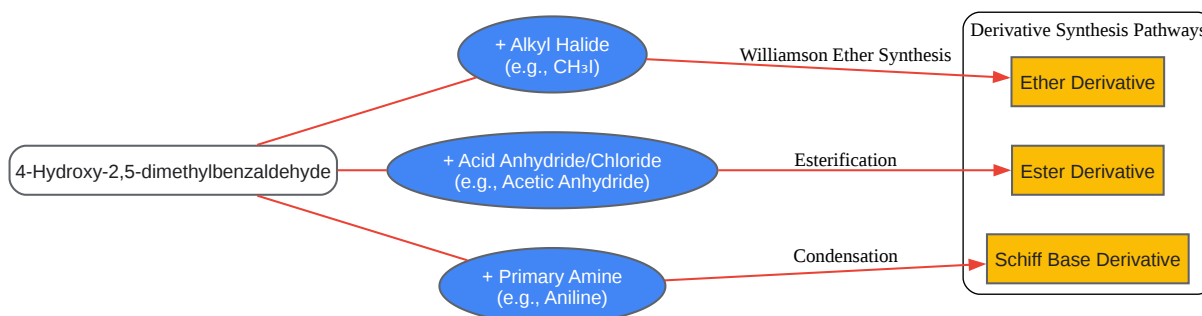 Derivative Synthesis Pathways
+ Alkyl Halide
(e.g., CH₃I)
Williamson Ether Synthesis
Ether Derivative
4-Hydroxy-2,5-dimethylbenzaldehyde
+ Acid Anhydride/Chloride
(e.g., Acetic Anhydride)
Esterification
Ester Derivative
+ Primary Amine
(e.g., Aniline)
Condensation
Schiff Base Derivative